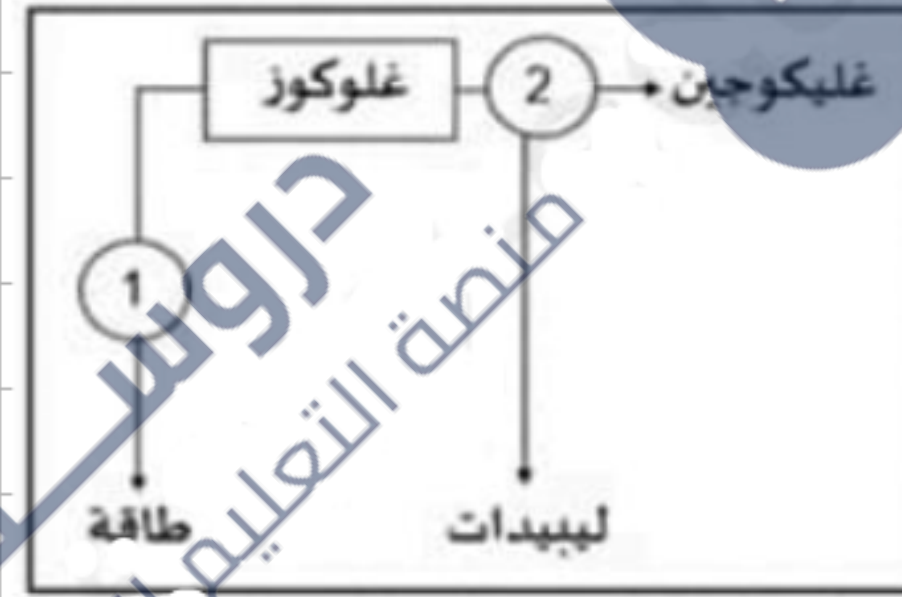 غلوكوز 2 غليكوجين
1
طاقة ليبيدات
دروس
منصة التعليم